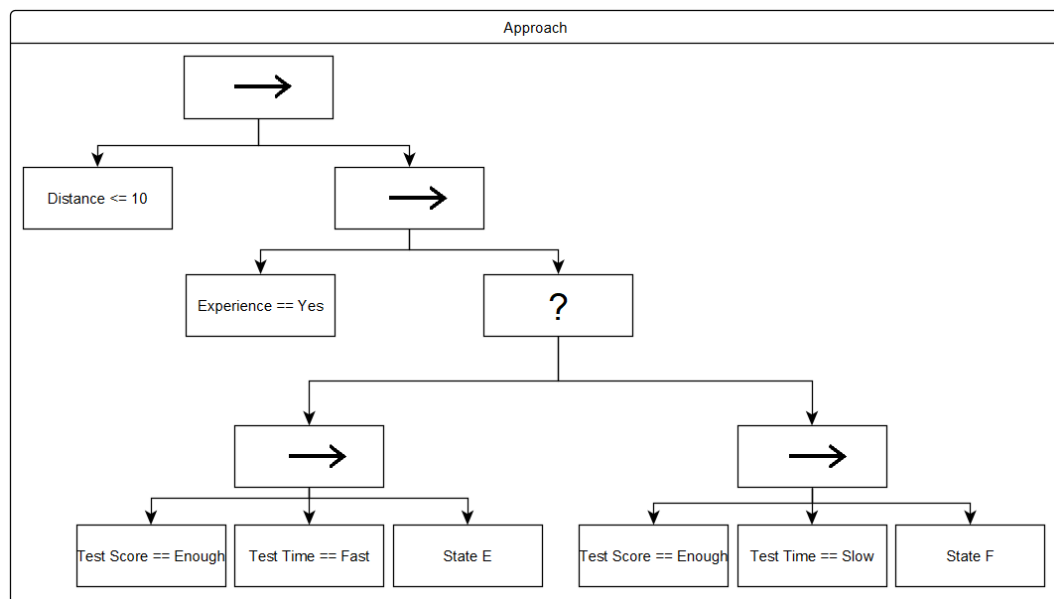 Approach
Distance <= 10
Experience == Yes
?
Test Score == Enough
Test Time == Fast
State E
Test Score == Enough
Test Time == Slow
State F